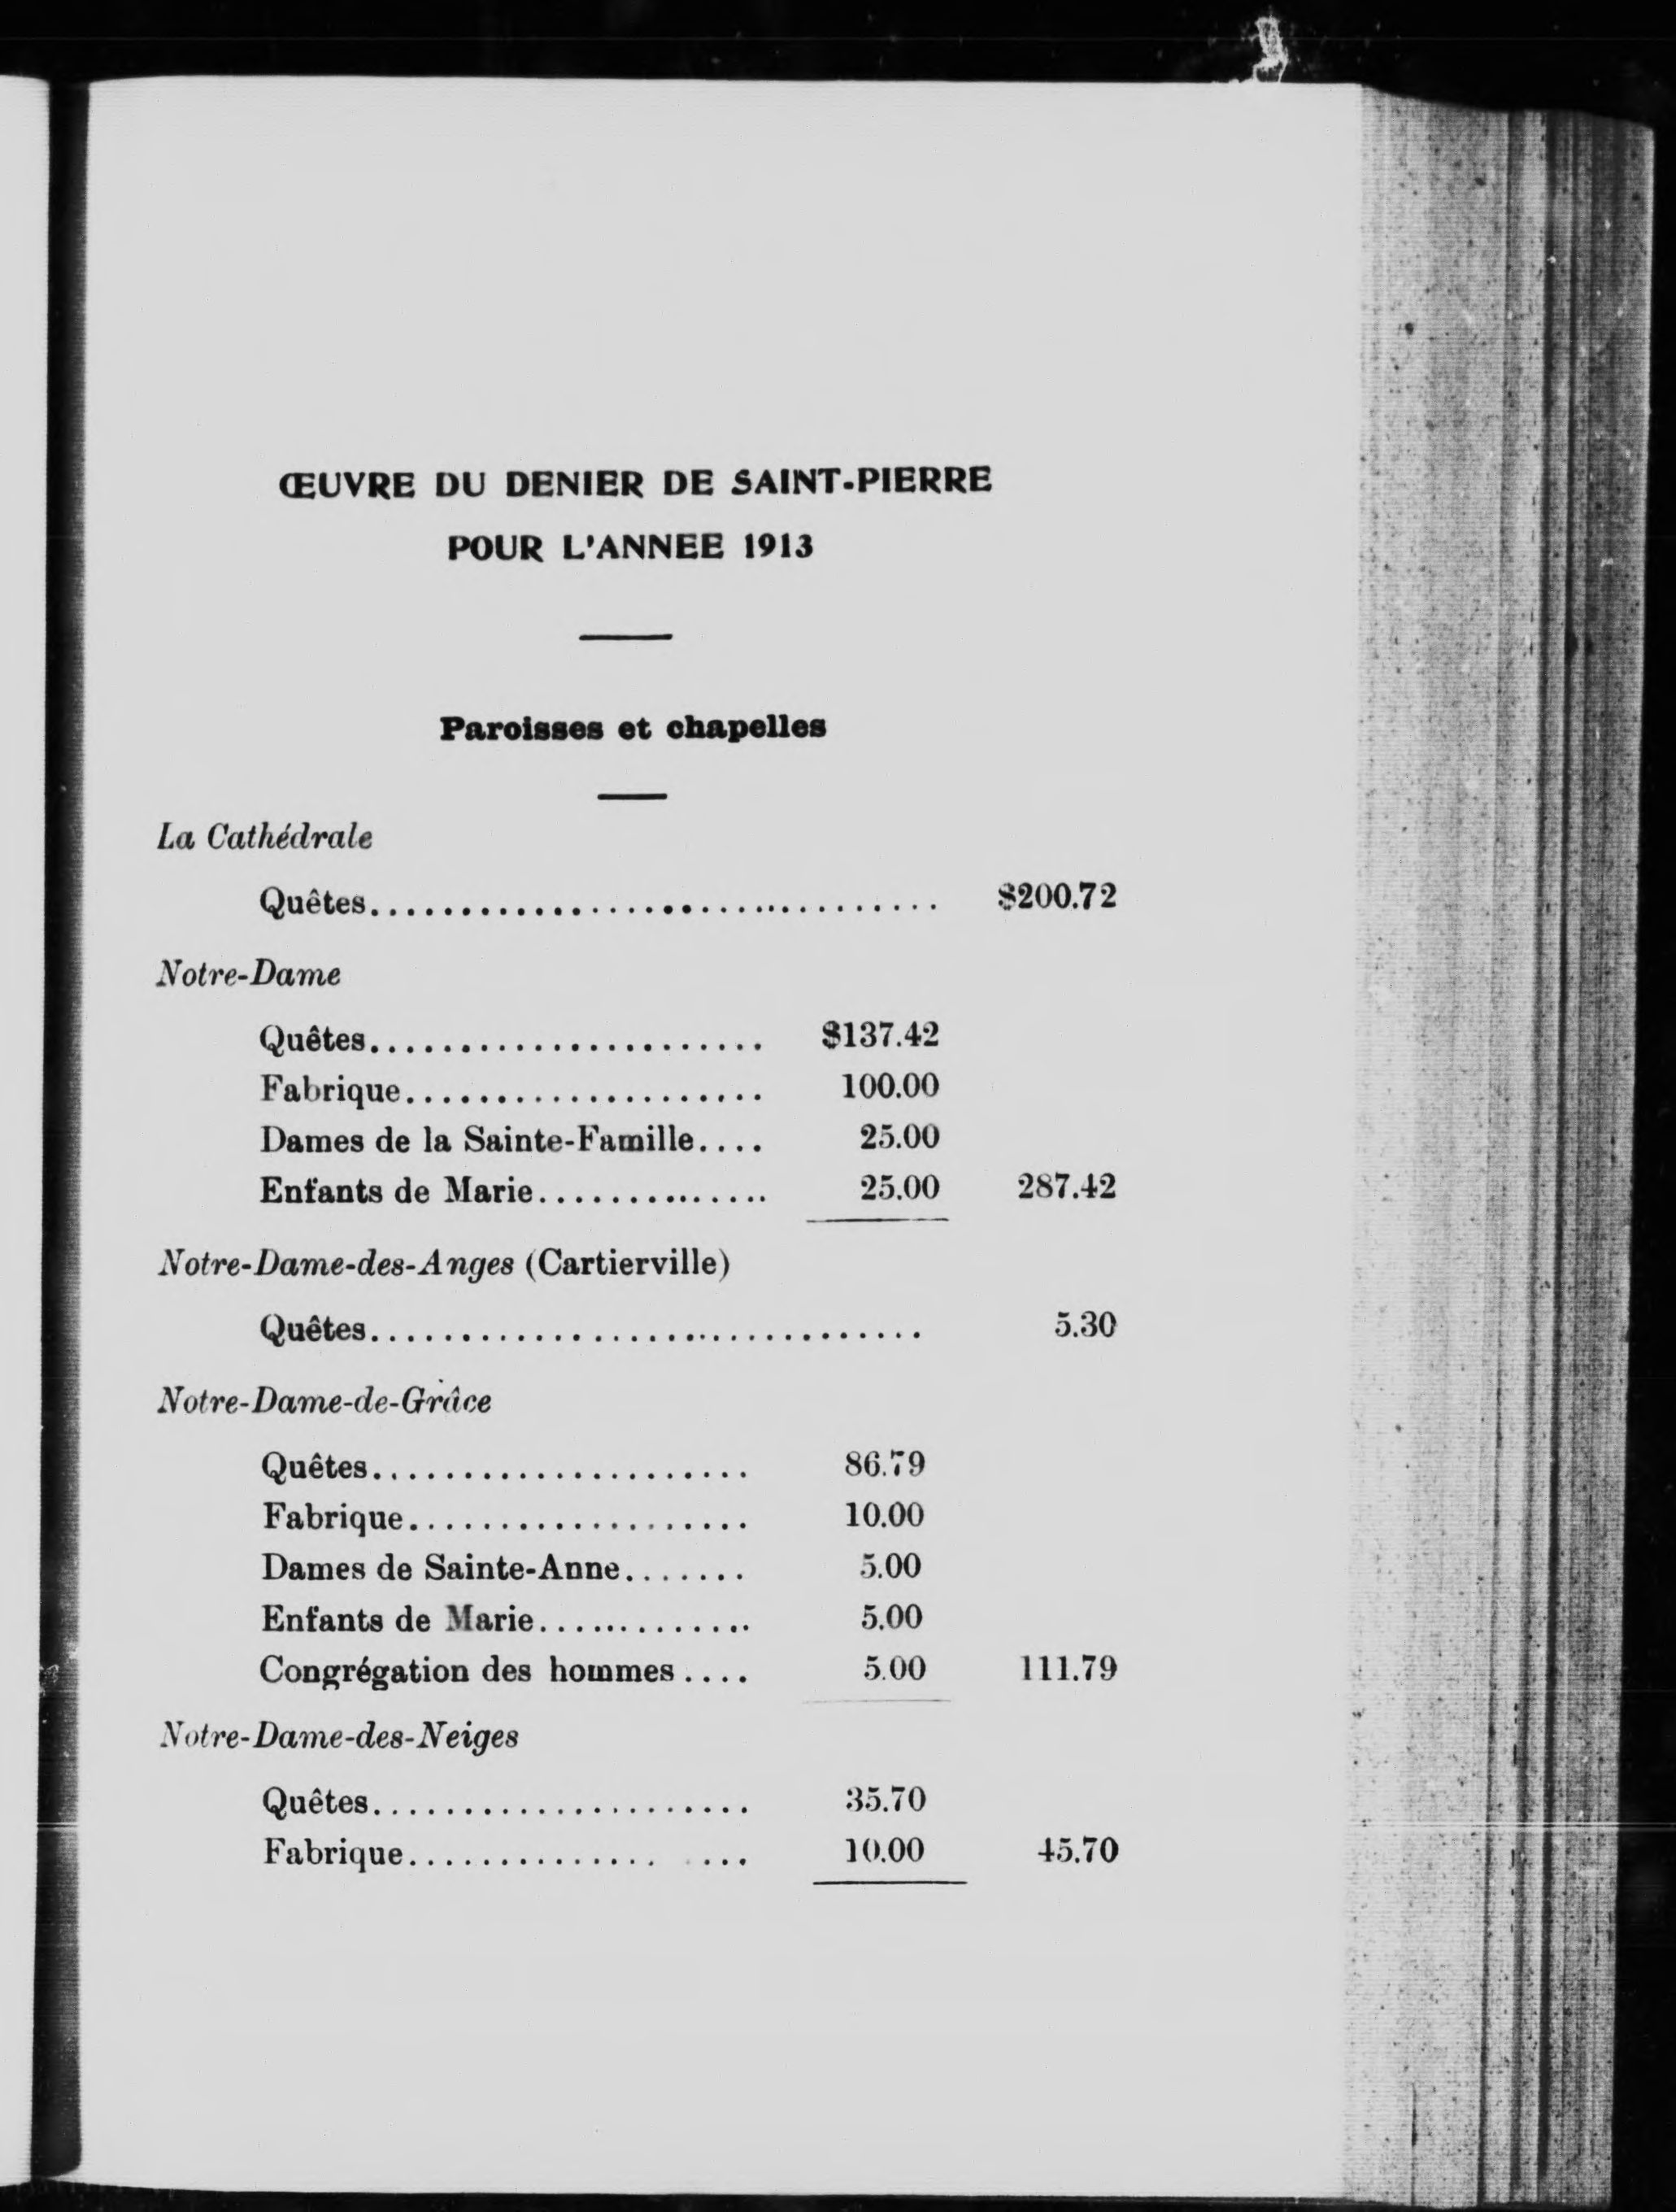 ŒUVRE DU DENIER DE SAINT-PIERRE
POUR L'ANNEE 1913
Paroisses et chapelles
La Cathédrale
Quêtes............................... $200.72
Notre-Dame
Quêtes...................... $137.42
Fabrique.................... 100.00
Dames de la Sainte-Famille.... 25.00
Enfants de Marie............. 25.00 287.42
Notre-Dame-des-Anges (Cartierville)
Quêtes.............................. 5.30
Notre-Dame-de-Grâce
Quêtes..................... 86.79
Fabrique................... 10.00
Dames de Sainte-Anne....... 5.00
Enfants de Marie............ 5.00
Congrégation des hommes .... 5.00 111.79
Notre-Dame-des-Neiges
Quêtes..................... 35.70
Fabrique.............. ... 10.00 45.70